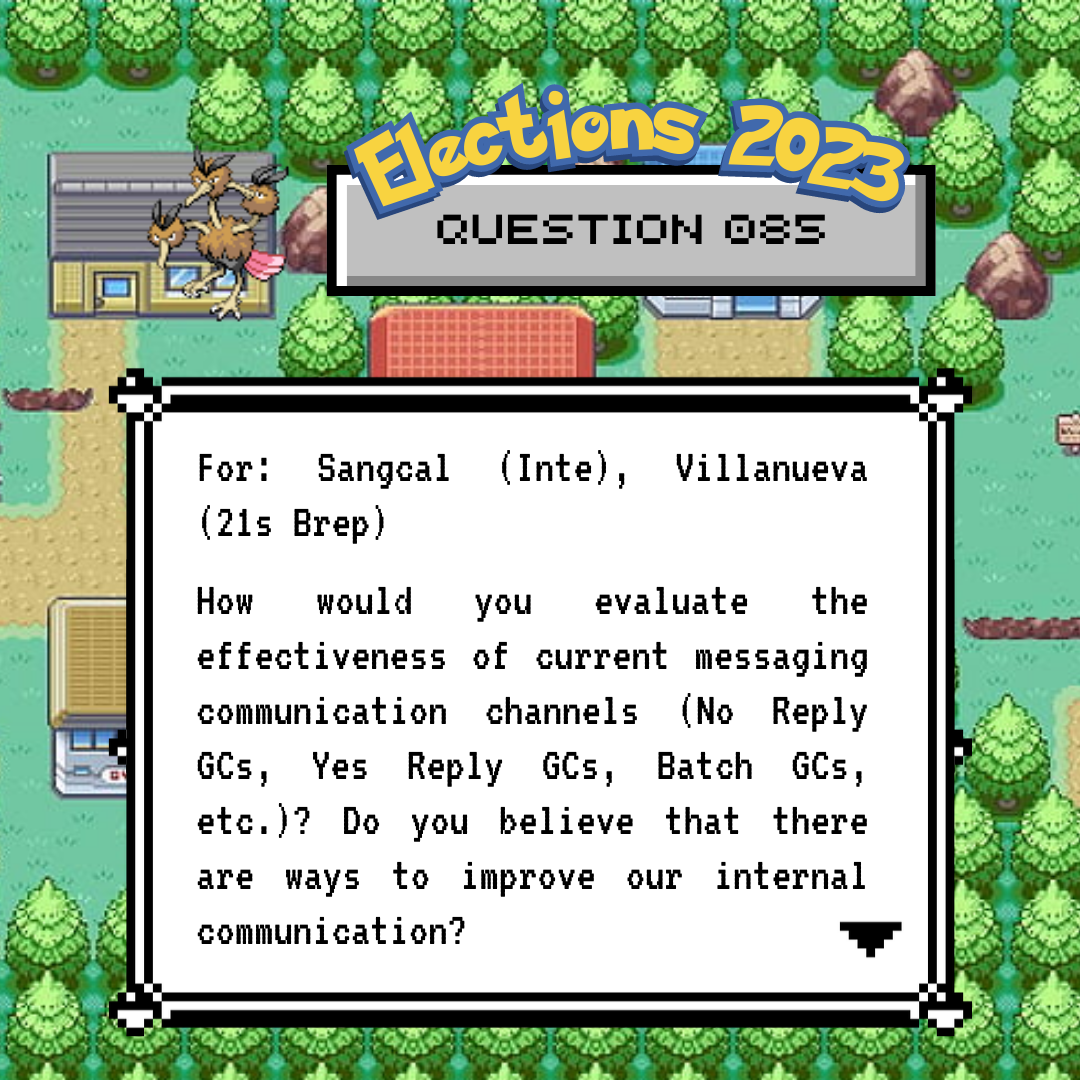 Elections 2023
QUESTION 085
For: Sangcal (Inte), Villanueva
(21s Brep)
How would you evaluate the
effectiveness of current messaging
communication channels (No Reply
GCs, Yes Reply GCs, Batch GCs,
etc.)? Do you believe that there
are ways to improve our internal
communication?